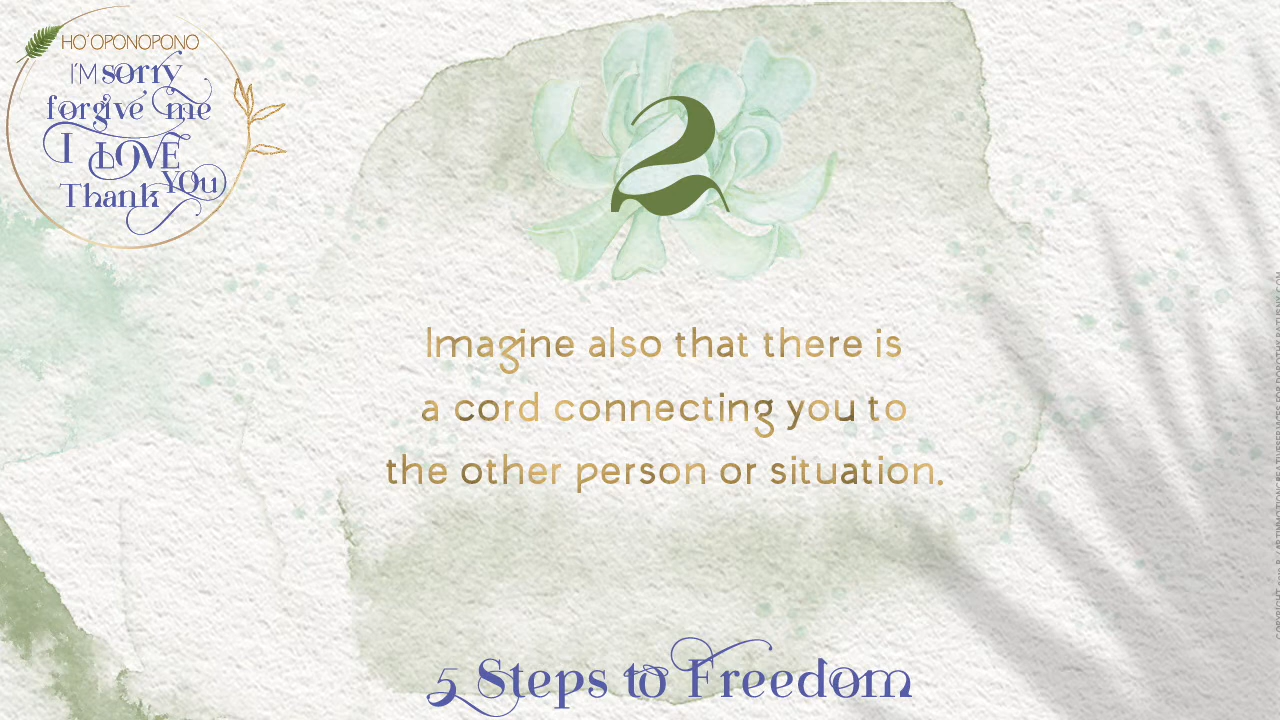 HO'OPONOPONO
I'M sorry
forgive me
I LOVE
Thank YOu
2
Imagine also that there is
a cord connecting you to
the other person or situation.
5 Steps to Freedom